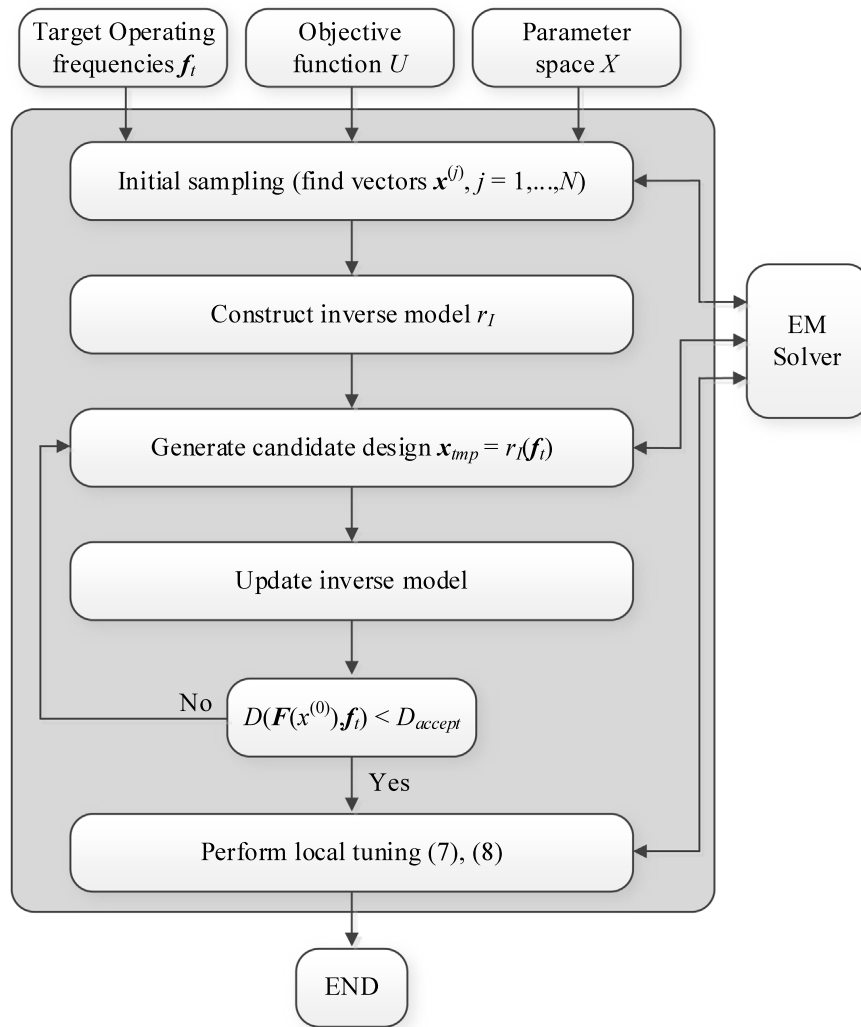 Target Operating
frequencies f_t
Objective
function U
Parameter
space X
Initial sampling (find vectors x^(j), j = 1,...,N)
Construct inverse model r_I
EM
Solver
Generate candidate design x_tmp = r_I(f_t)
Update inverse model
No
D(F(x^(0)),f_t) < D_accept
Yes
Perform local tuning (7), (8)
END